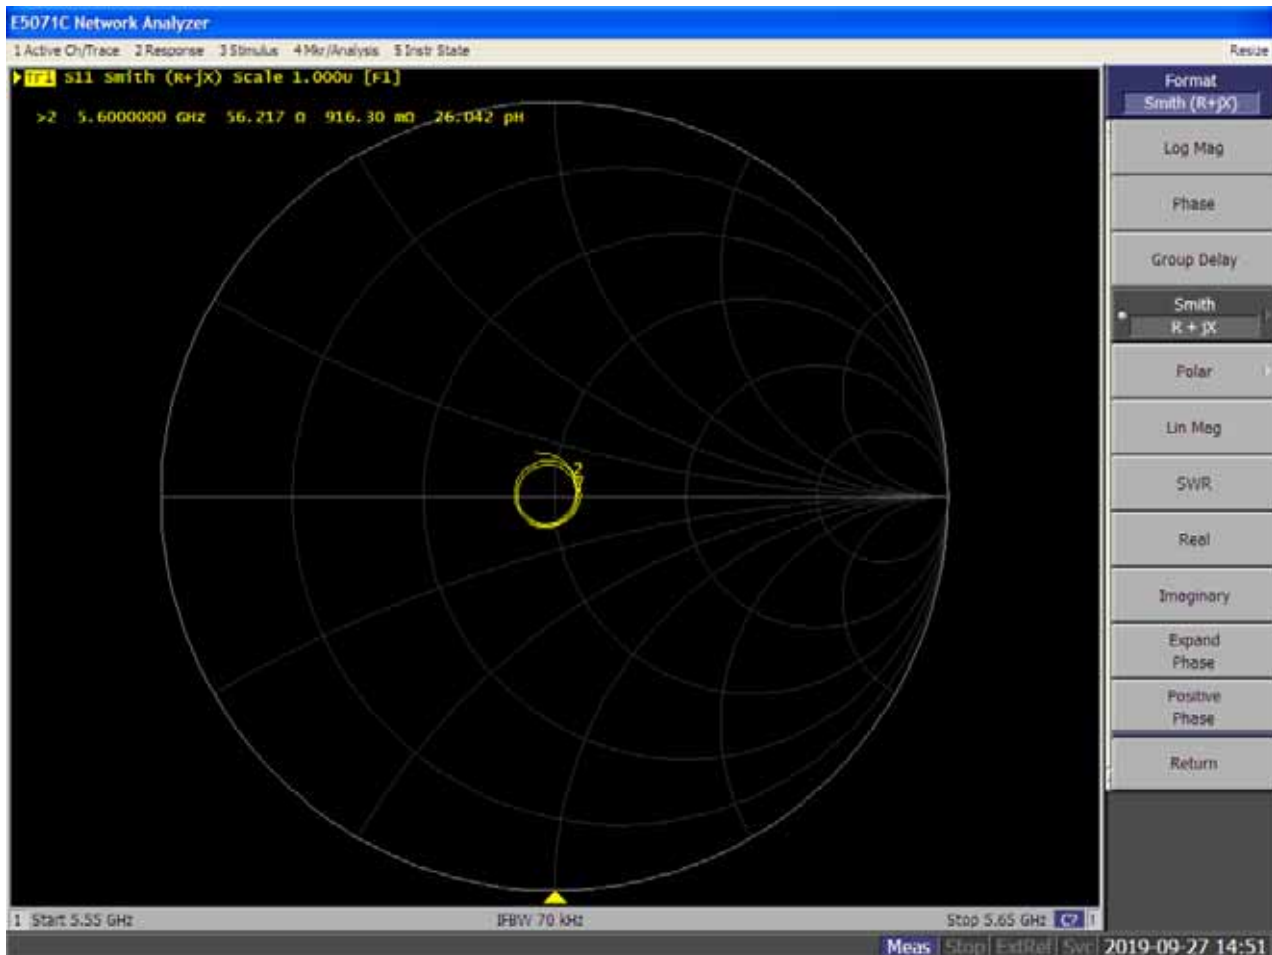 E5071C Network Analyzer
1 Active Ch/Trace 2 Response 3 Stimulus 4 Mkr/Analysis 5 Instr State Resize
Tr1 S11 Smith (R+jX) Scale 1.000U [F1]
>2 5.6000000 GHz 56.217 Ω 916.30 mΩ 26.042 pH
2
Format
Smith (R+jX)
Log Mag
Phase
Group Delay
Smith
R + jX
Polar
Lin Mag
SWR
Real
Imaginary
Expand
Phase
Positive
Phase
Return
1 Start 5.55 GHz IFBW 70 kHz Stop 5.65 GHz C? !
Meas Stop ExtRef Svc 2019-09-27 14:51